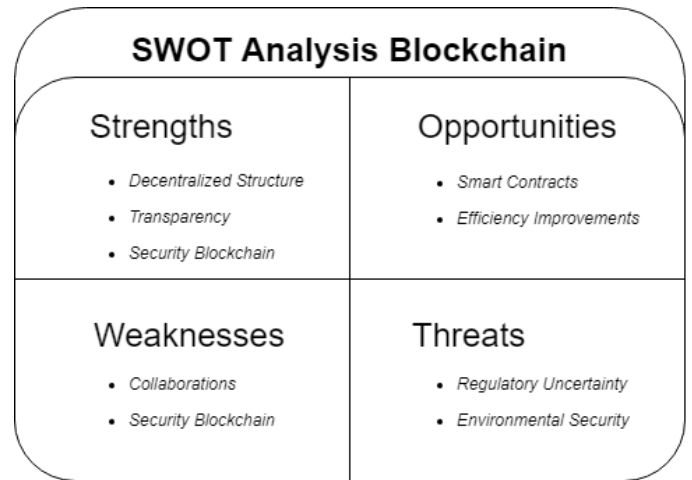 SWOT Analysis Blockchain
Strengths
• Decentralized Structure
• Transparency
• Security Blockchain
Opportunities
• Smart Contracts
• Efficiency Improvements
Weaknesses
• Collaborations
• Security Blockchain
Threats
• Regulatory Uncertainty
• Environmental Security